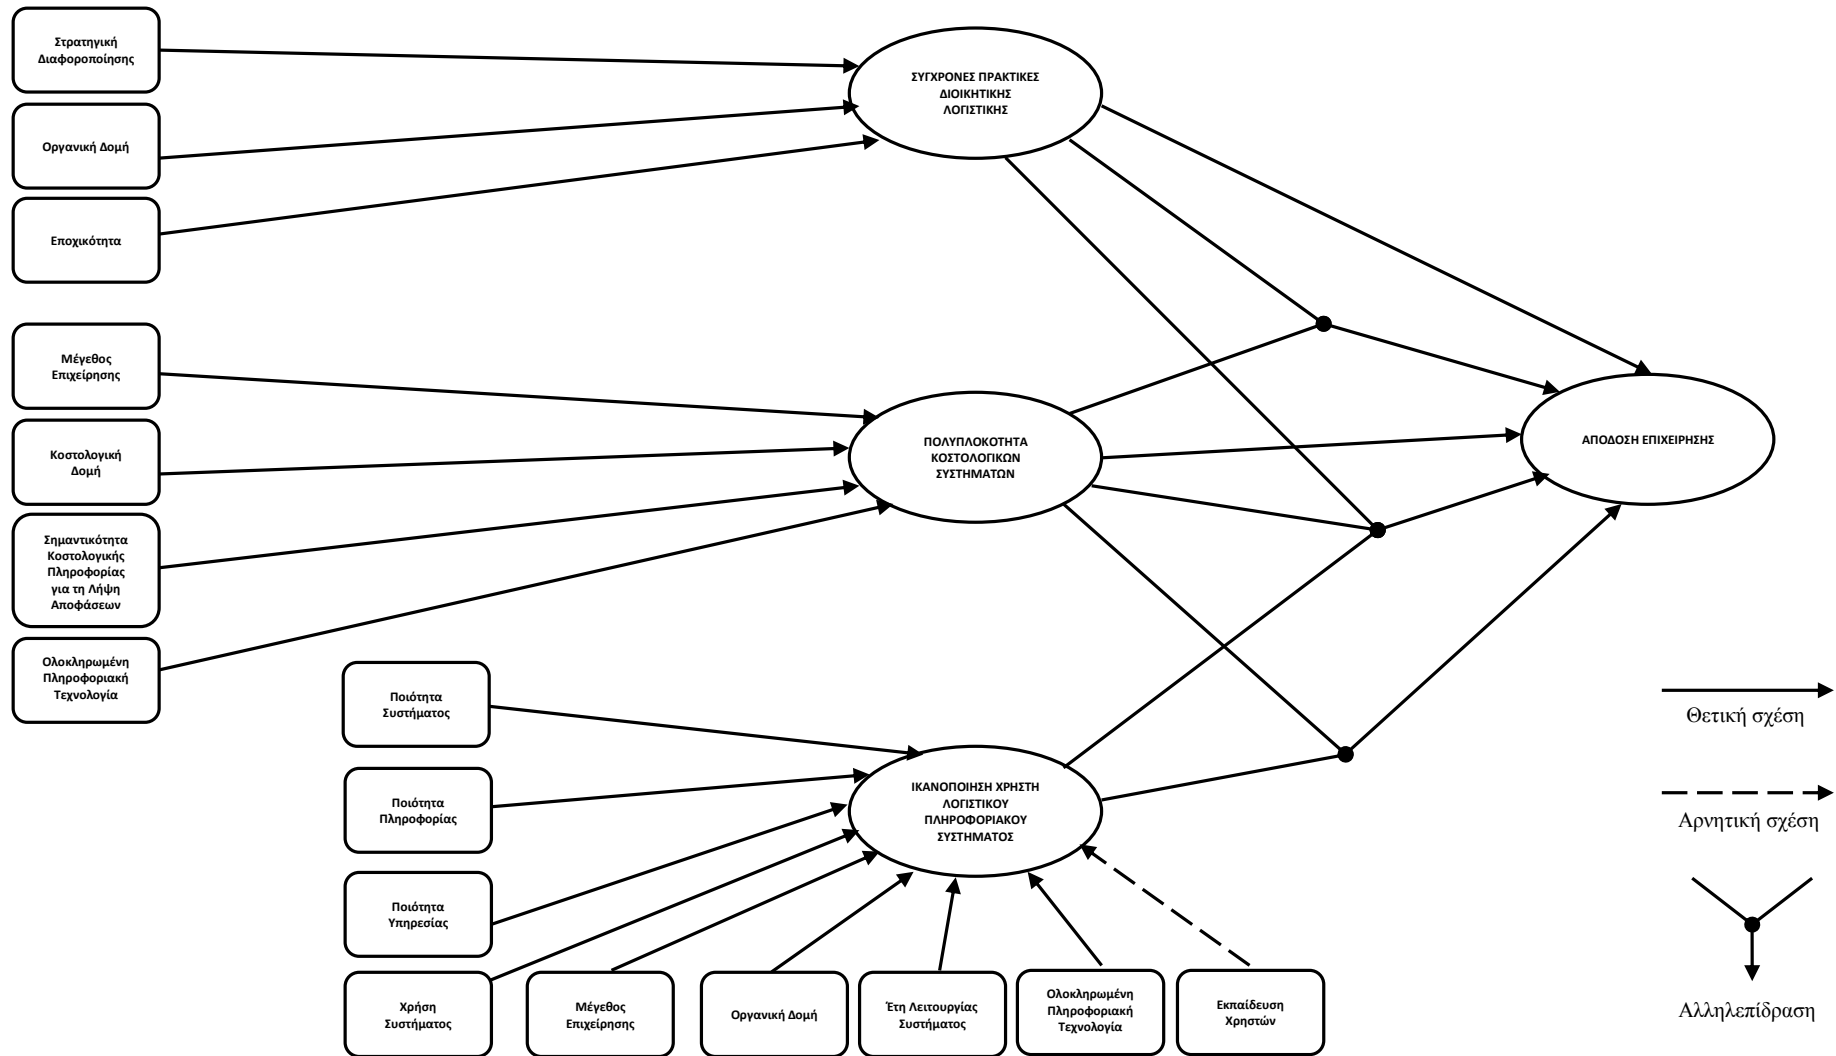 Στρατηγική
Διαφοροποίησης
Οργανική Δομή
Εποχικότητα
ΣΥΓΧΡΟΝΕΣ ΠΡΑΚΤΙΚΕΣ
ΔΙΟΙΚΗΤΙΚΗΣ
ΛΟΓΙΣΤΙΚΗΣ
Μέγεθος
Επιχείρησης
Κοστολογική
Δομή
Σημαντικότητα
Κοστολογικής
Πληροφορίας
για τη Λήψη
Αποφάσεων
Ολοκληρωμένη
Πληροφοριακή
Τεχνολογία
ΠΟΛΥΠΛΟΚΟΤΗΤΑ
ΚΟΣΤΟΛΟΓΙΚΩΝ
ΣΥΣΤΗΜΑΤΩΝ
ΑΠΟΔΟΣΗ ΕΠΙΧΕΙΡΗΣΗΣ
Ποιότητα
Συστήματος
Ποιότητα
Πληροφορίας
Ποιότητα
Υπηρεσίας
Χρήση
Συστήματος
ΙΚΑΝΟΠΟΙΗΣΗ ΧΡΗΣΤΗ
ΛΟΓΙΣΤΙΚΟΥ
ΠΛΗΡΟΦΟΡΙΑΚΟΥ
ΣΥΣΤΗΜΑΤΟΣ
Μέγεθος
Επιχείρησης
Οργανική Δομή
Έτη Λειτουργίας
Συστήματος
Ολοκληρωμένη
Πληροφοριακή
Τεχνολογία
Εκπαίδευση
Χρηστών
Θετική σχέση
Αρνητική σχέση
Αλληλεπίδραση